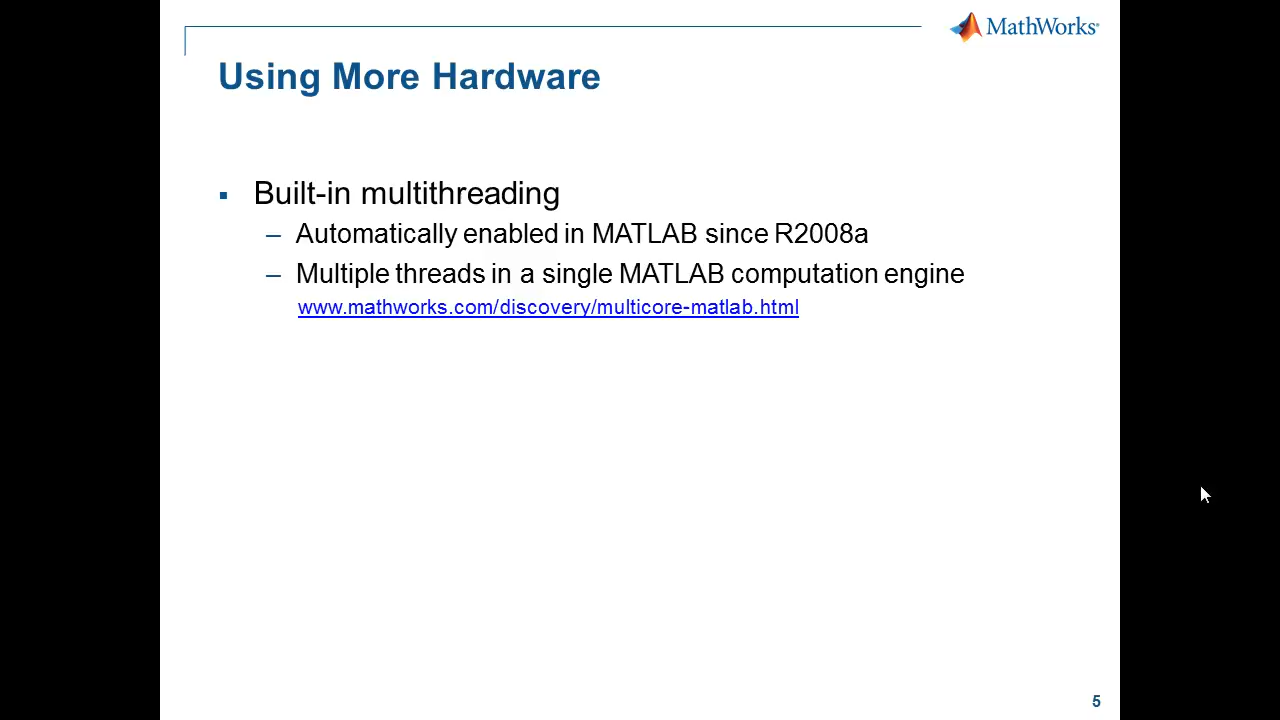 MathWorks®
Using More Hardware
▪ Built-in multithreading
– Automatically enabled in MATLAB since R2008a
– Multiple threads in a single MATLAB computation engine
www.mathworks.com/discovery/multicore-matlab.html
5